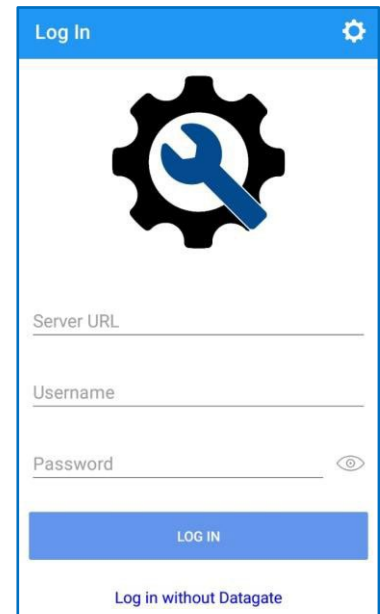 Log In
Server URL
Username
Password
LOG IN
Log in without Datagate